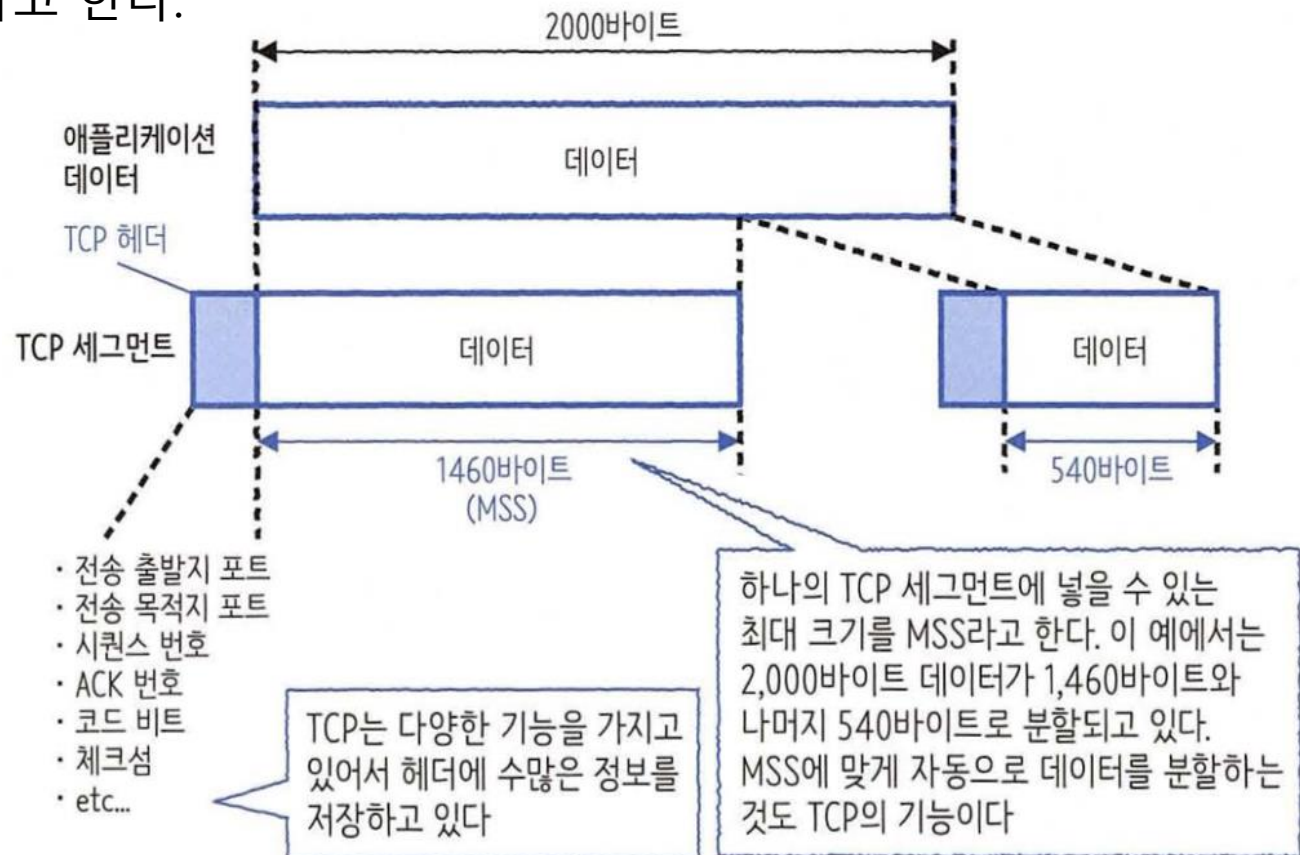 고 한다.
2000바이트
애플리케이션
데이터
데이터
TCP 헤더
TCP 세그먼트
데이터
데이터
1460바이트
(MSS)
540바이트
· 전송 출발지 포트
· 전송 목적지 포트
· 시퀀스 번호
· ACK 번호
· 코드 비트
· 체크섬
· etc...
TCP는 다양한 기능을 가지고
있어서 헤더에 수많은 정보를
저장하고 있다
하나의 TCP 세그먼트에 넣을 수 있는
최대 크기를 MSS라고 한다. 이 예에서는
2,000바이트 데이터가 1,460바이트와
나머지 540바이트로 분할되고 있다.
MSS에 맞게 자동으로 데이터를 분할하는
것도 TCP의 기능이다